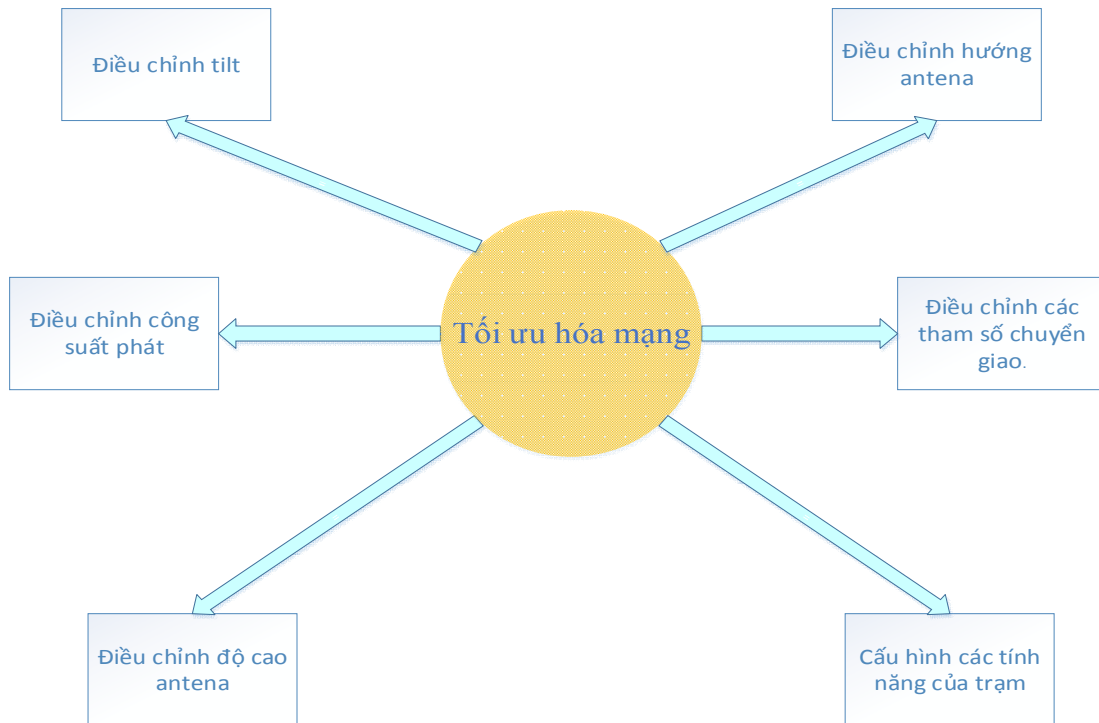 Điều chỉnh tilt
Điều chỉnh hướng
antena
Điều chỉnh công
suất phát
Tối ưu hóa mạng
Điều chỉnh các
tham số chuyển
giao.
Điều chỉnh độ cao
antena
Cấu hình các tính
năng của trạm